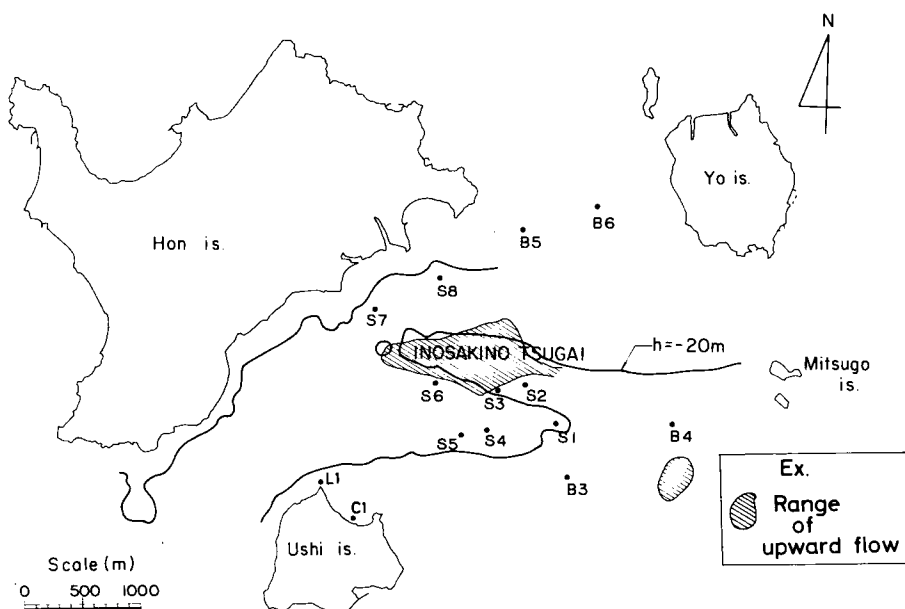 N
Yo is.
Hon is.
B6
B5
S8
S7
INOSAKINO TSUGAI
h=-20m
Mitsugo
is.
S6
S3
S2
S5
S4
S1
B4
B3
L1
C1
Ushi is.
Ex.
Range
of
upward flow
Scale (m)
0 500 1000